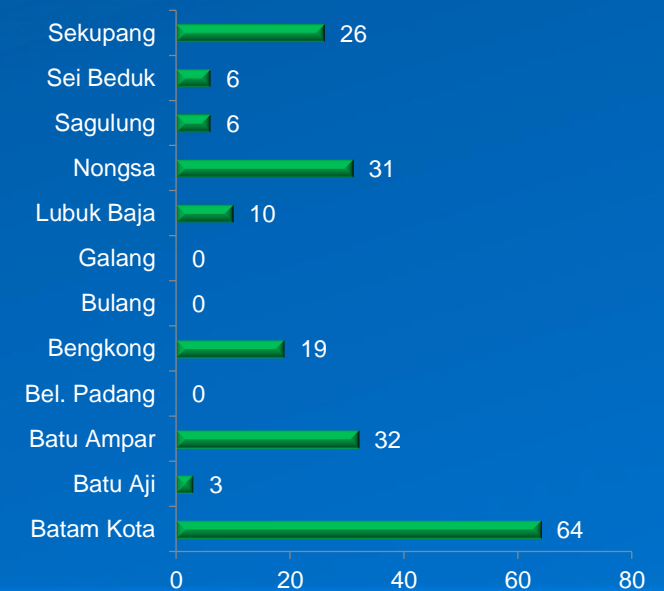 Sekupang 26
Sei Beduk 6
Sagulung 6
Nongsa 31
Lubuk Baja 10
Galang 0
Bulang 0
Bengkong 19
Bel. Padang 0
Batu Ampar 32
Batu Aji 3
Batam Kota 64
0 20 40 60 80